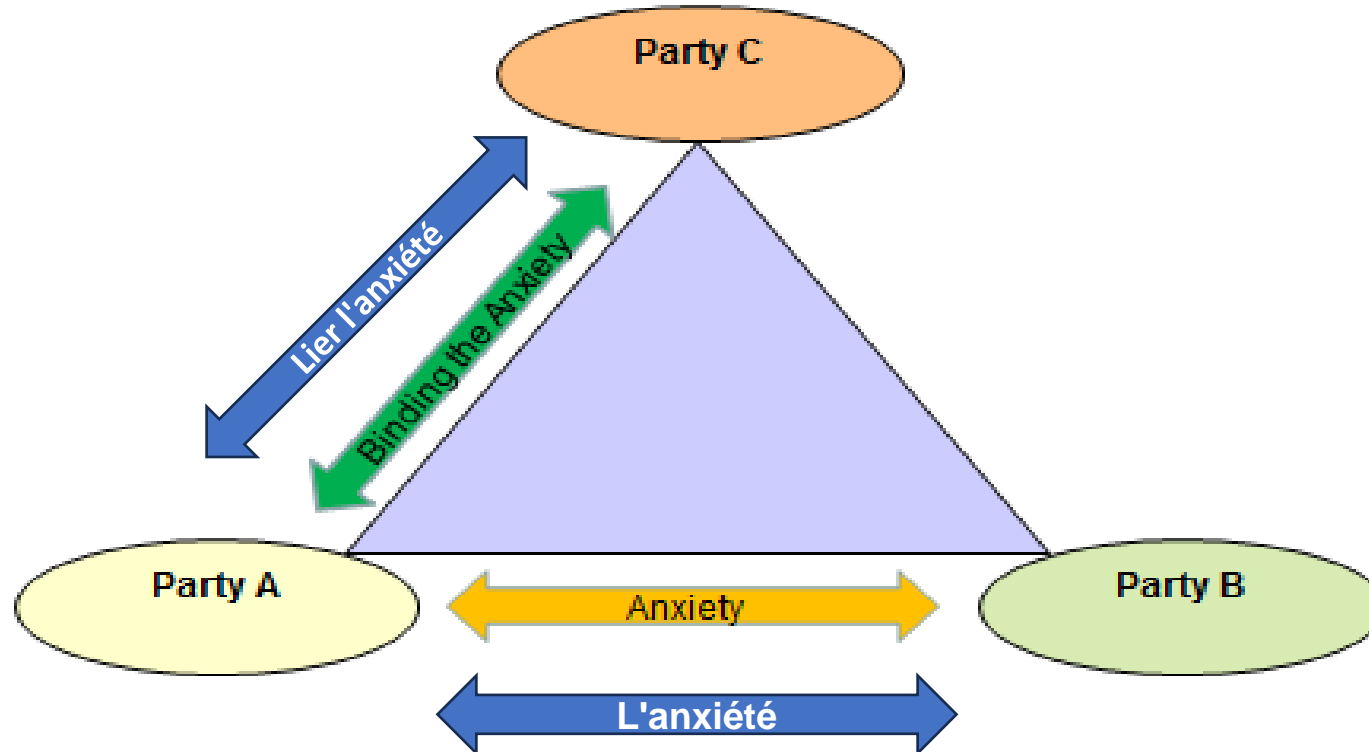 Party C
Lier l'anxiété
Binding the Anxiety
Party A
Party B
Anxiety
L'anxiété